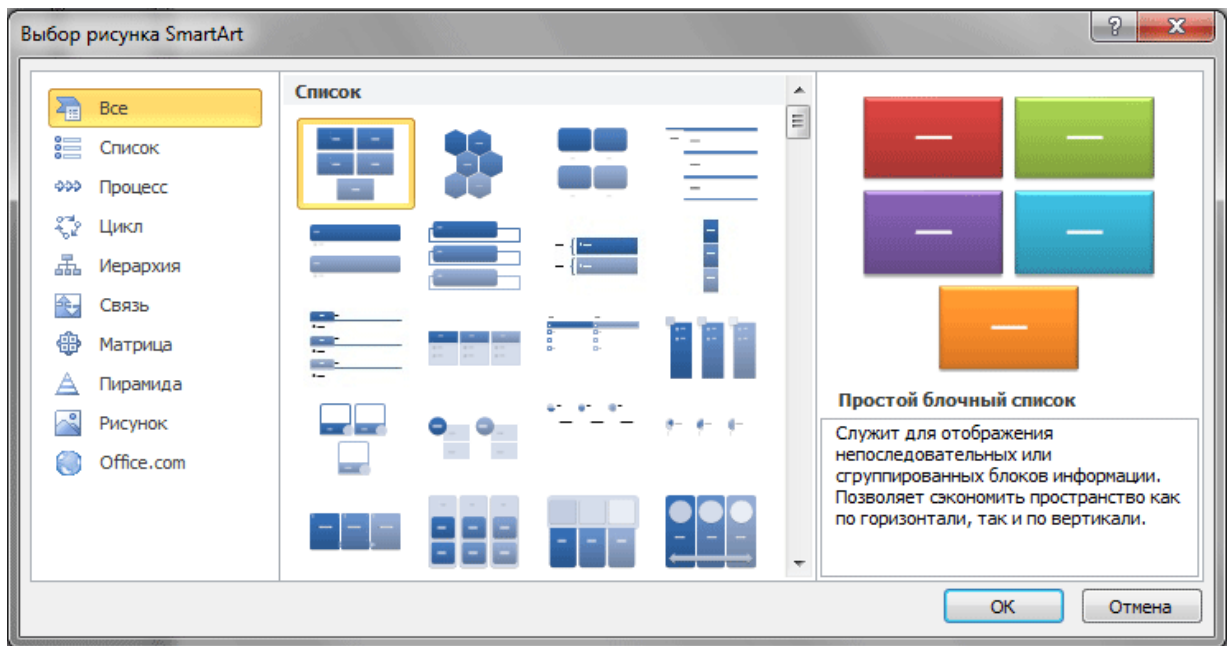 Выбор рисунка SmartArt
Все
Список
Процесс
Цикл
Иерархия
Связь
Матрица
Пирамида
Рисунок
Office.com
Список
Простой блочный список
Служит для отображения
непоследовательных или
сгруппированных блоков информации.
Позволяет сэкономить пространство как
по горизонтали, так и по вертикали.
ОК
Отмена